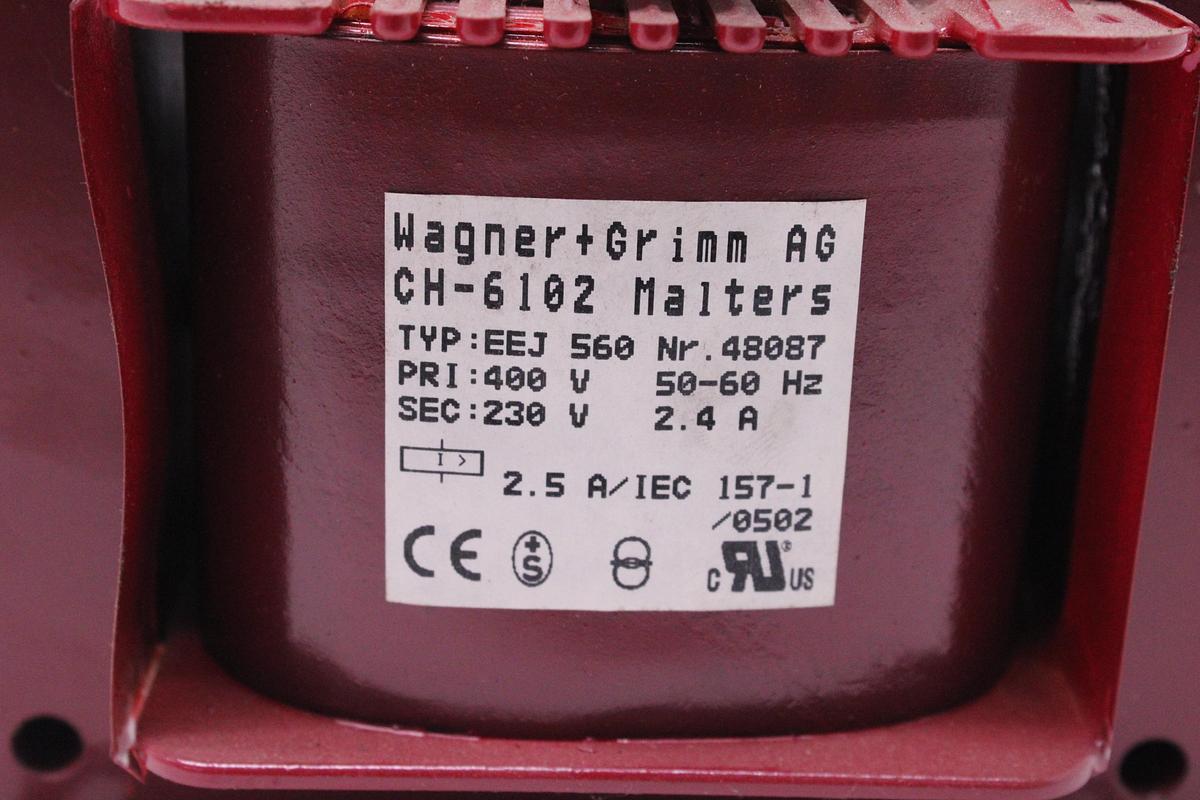 Wagner+Grimm AG
CH-6102 Malters
TYP:EEJ 560 Nr.48087
PRI:400 V 50-60 Hz
SEC:230 V 2.4 A
I >
2.5 A/IEC 157-1
/0502
CE +S c RU ® US